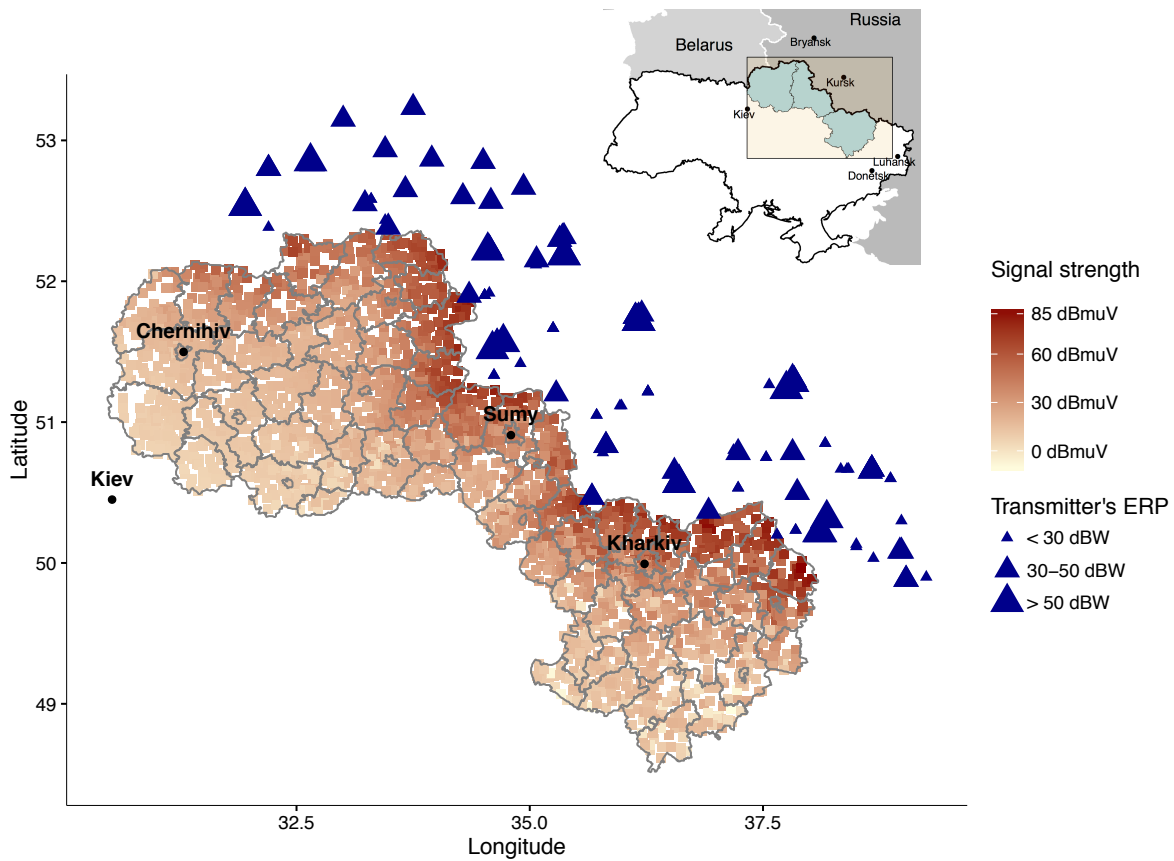 Russia
Belarus
Bryansk
Kursk
Kiev
Luhansk
Donetsk
53
52
51
50
49
Latitude
Chernihiv
Sumy
Kiev
Kharkiv
32.5
35.0
37.5
Longitude
Signal strength
85 dBmuV
60 dBmuV
30 dBmuV
0 dBmuV
Transmitter's ERP
< 30 dBW
30−50 dBW
> 50 dBW